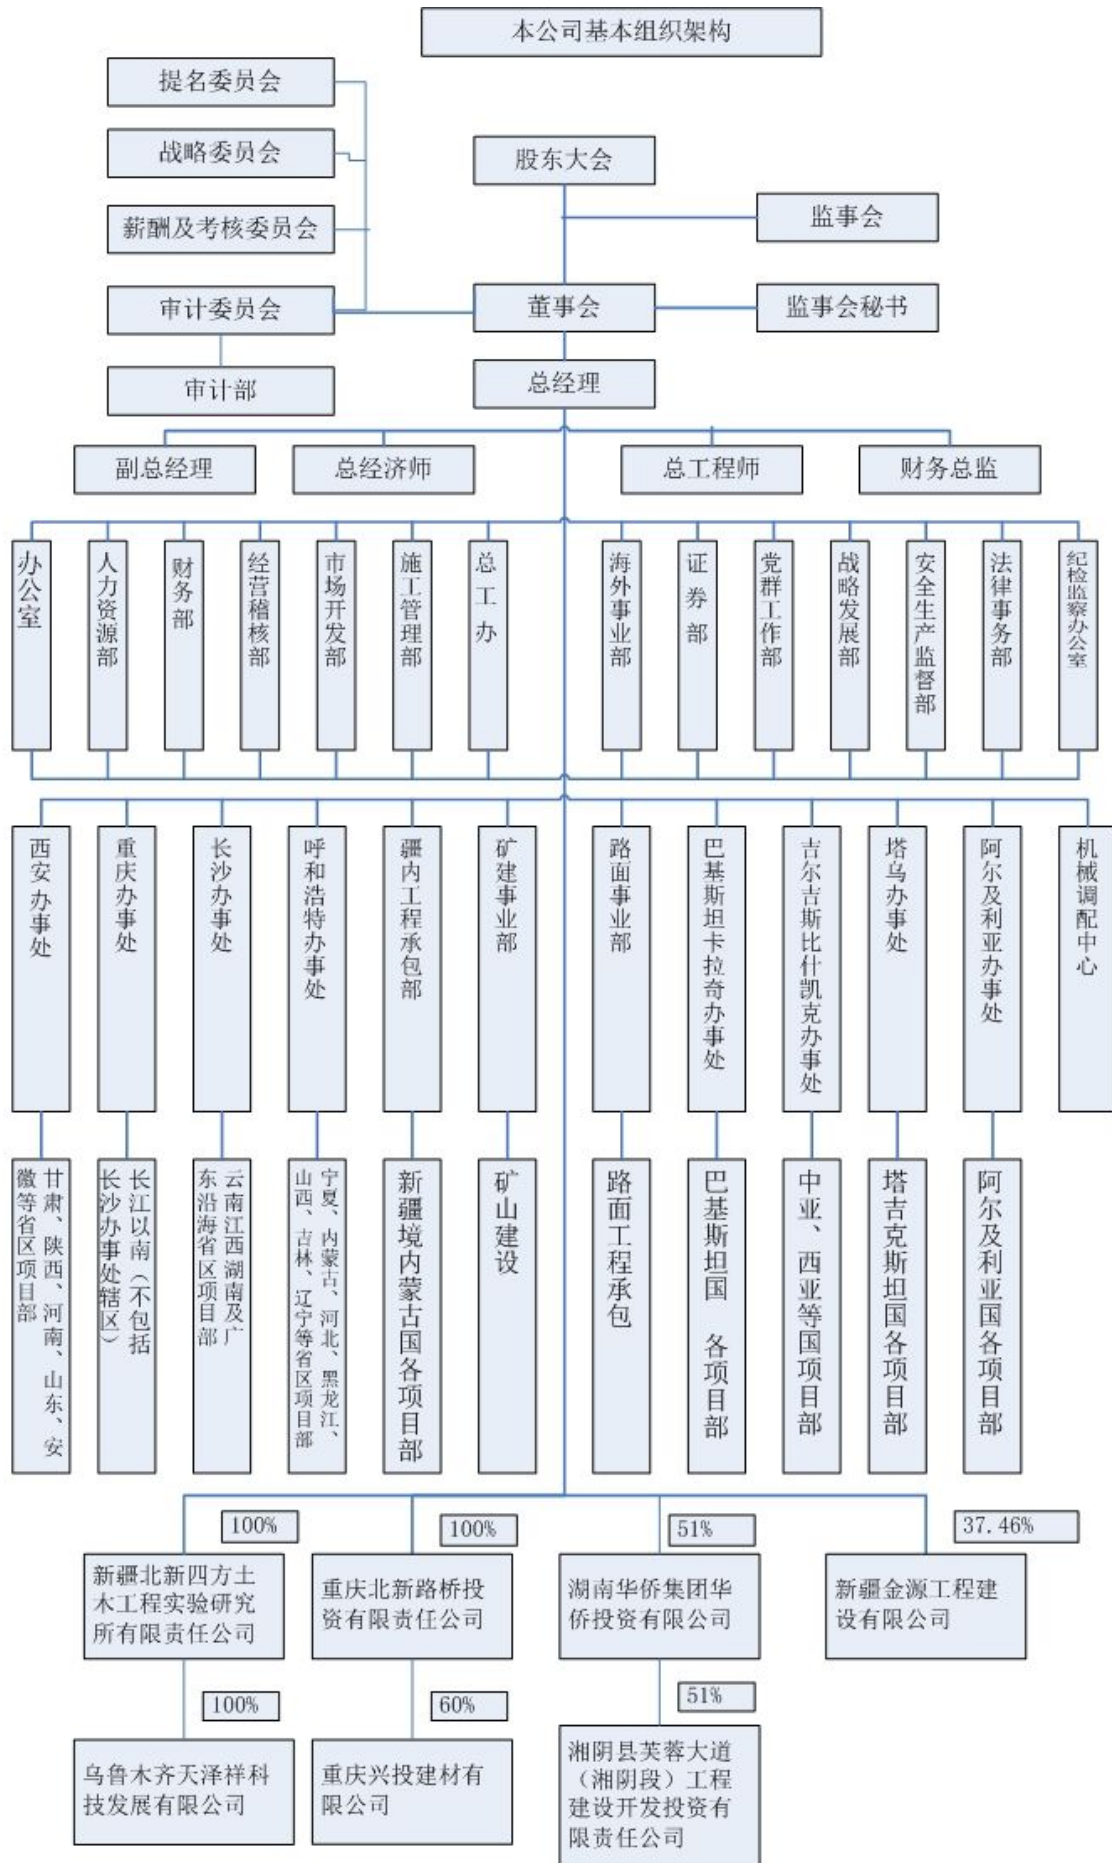 本公司基本组织架构
提名委员会
战略委员会
薪酬及考核委员会
审计委员会
审计部
股东大会
监事会
董事会
监事会秘书
总经理
副总经理
总经济师
总工程师
财务总监
办公室
人力资源部
财务部
经营稽核部
市场开发部
施工管理部
总工办
海外事业部
证券部
党群工作部
战略发展部
安全生产监督部
法律事务部
纪检监察办公室
西安办事处
重庆办事处
长沙办事处
呼和浩特办事处
疆内工程承包部
矿建事业部
路面事业部
巴基斯坦卡拉奇办事处
吉尔吉斯比什凯克办事处
塔乌办事处
阿尔及利亚办事处
机械调配中心
甘肃、陕西、河南、山东、安
徽等省区项目部
长江以南（不包括
长沙办事处辖区）
云南江西湖南及广
东沿海省区项目部
宁夏、内蒙古、河北、黑龙江、
山西、吉林、辽宁等省区项目部
新疆境内蒙古国各项目部
矿山建设
路面工程承包
巴基斯坦国 各项目部
中亚、西亚等国项目部
塔吉克斯坦国各项目部
阿尔及利亚国各项目部
100%
100%
51%
37.46%
新疆北新四方土
木工程实验研究
所有限责任公司
重庆北新路桥投
资有限责任公司
湖南华侨集团华
侨投资有限公司
新疆金源工程建
设有限公司
100%
60%
51%
乌鲁木齐天泽祥科
技发展有限公司
重庆兴投建材有
限公司
湘阴县芙蓉大道
（湘阴段）工程
建设开发投资有
限责任公司